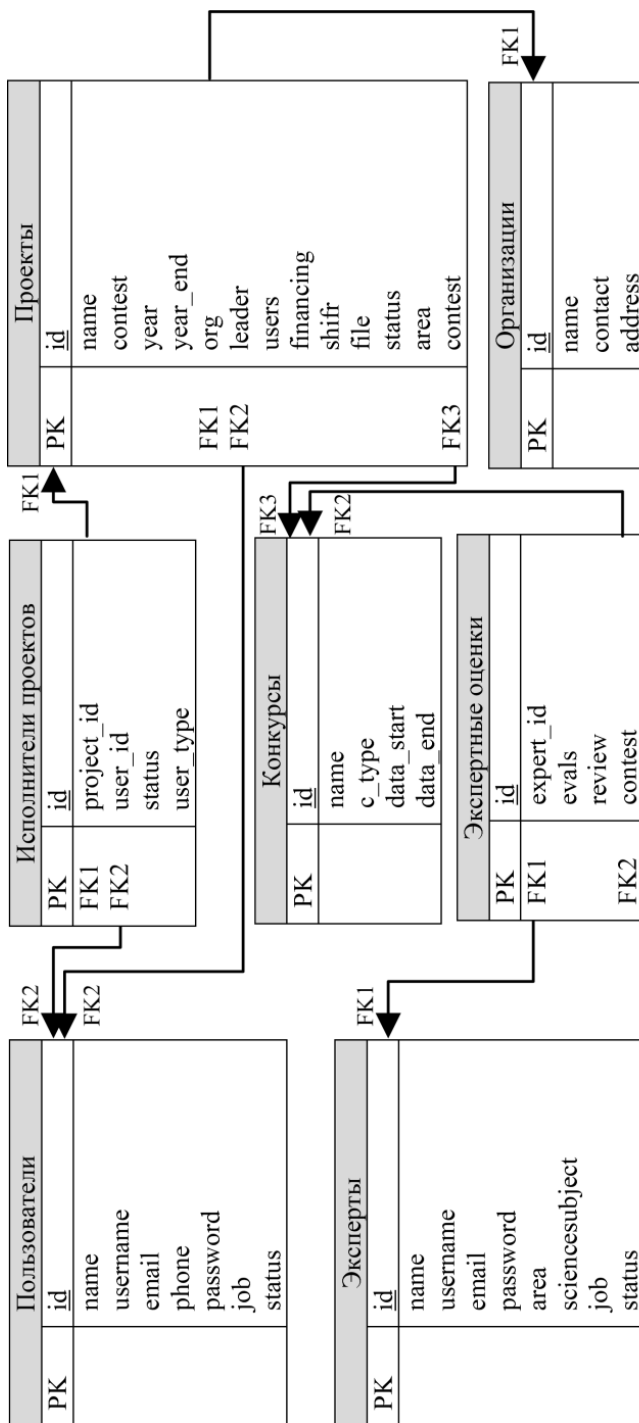 Пользователи
PK id
name
username
email
phone
password
job
status
FK2
FK2
Исполнители проектов
PK id
FK1 project_id
FK2 user_id
status
user_type
FK1
Проекты
PK id
name
contest
year
year_end
FK1 org
FK2 leader
users
financing
shifr
file
status
area
FK3 contest
Конкурсы
PK id
name
c_type
data_start
data_end
FK3
FK2
FK1
Эксперты
PK id
name
username
email
password
area
sciencesubject
job
status
FK1
Экспертные оценки
PK id
FK1 expert_id
evals
review
FK2 contest
Организации
PK id
name
contact
address